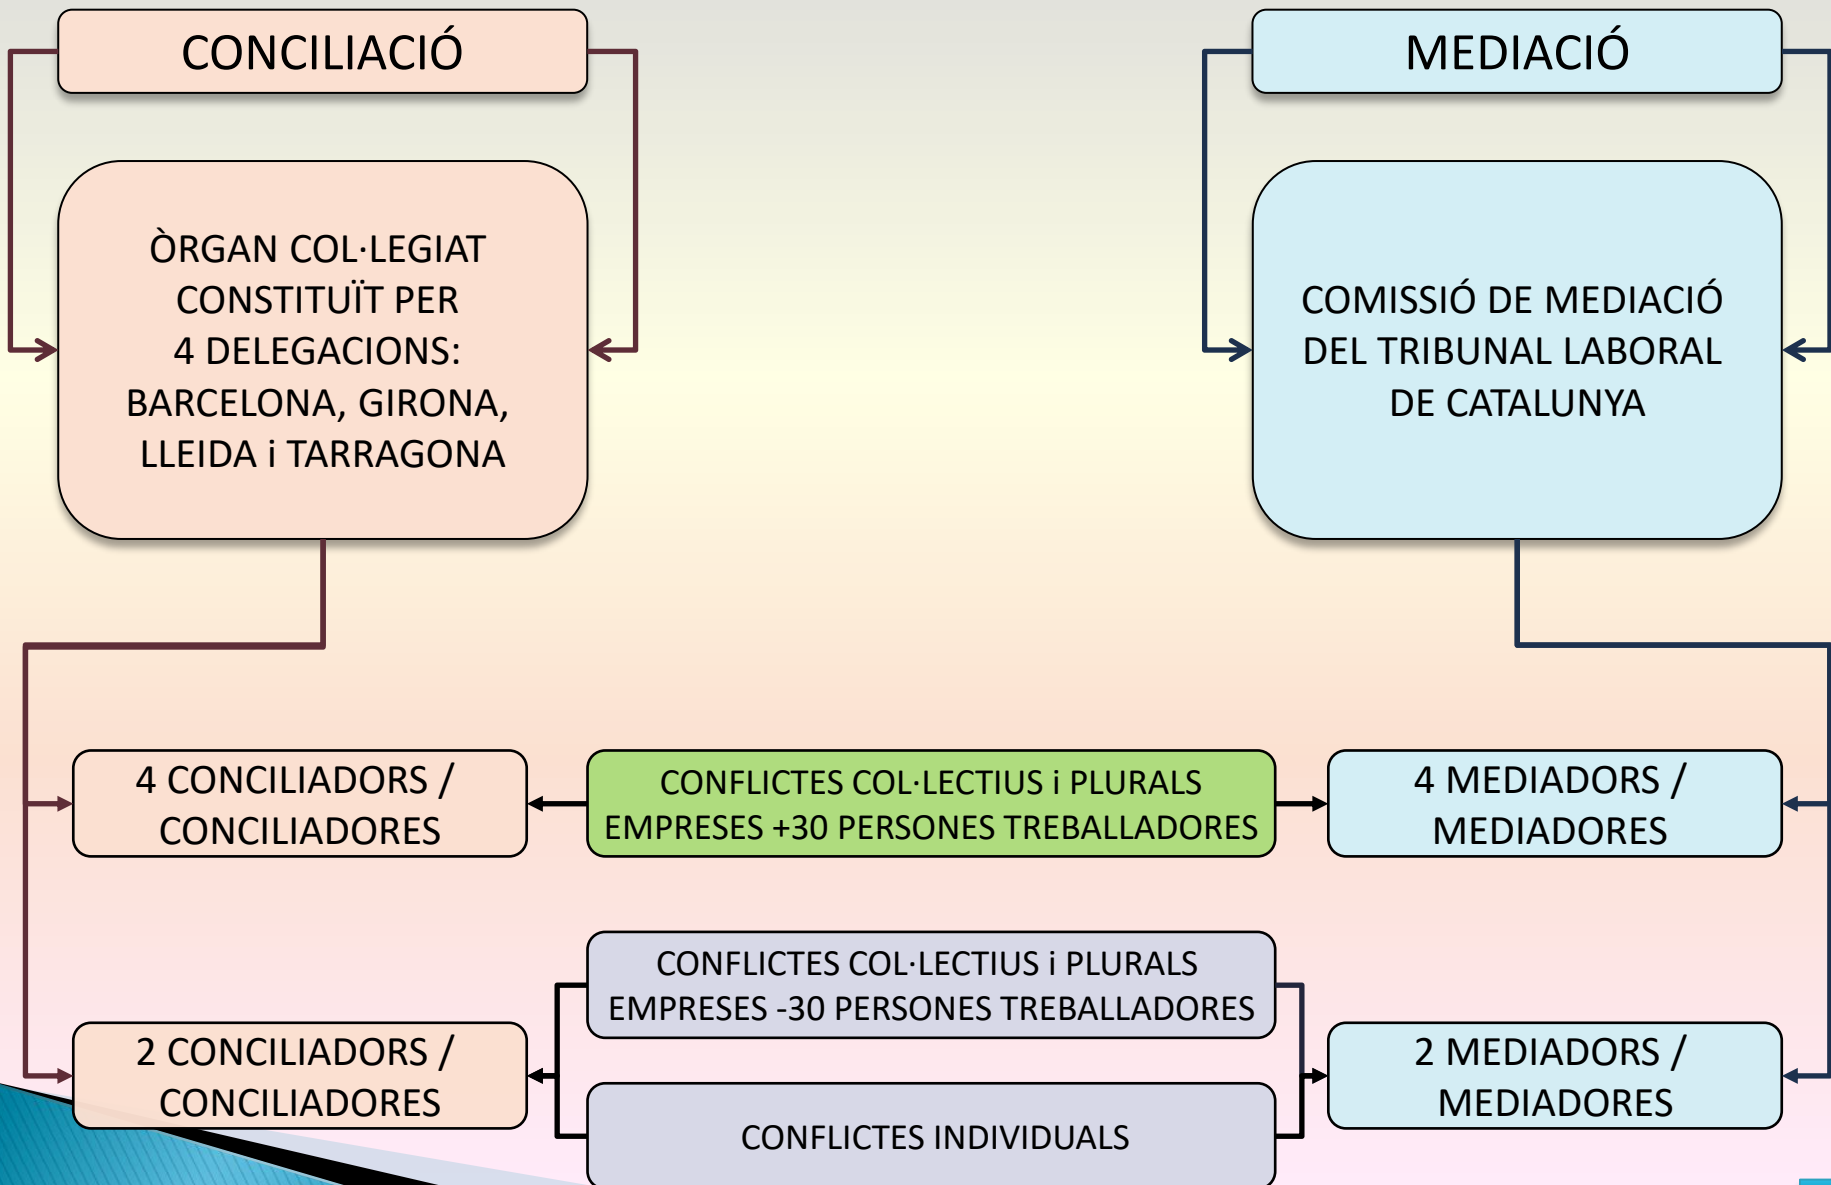 CONCILIACIÓ
MEDIACIÓ
ÒRGAN COL·LEGIAT
CONSTITUÏT PER
4 DELEGACIONS:
BARCELONA, GIRONA,
LLEIDA i TARRAGONA
COMISSIÓ DE MEDIACIÓ
DEL TRIBUNAL LABORAL
DE CATALUNYA
4 CONCILIADORS /
CONCILIADORES
CONFLICTES COL·LECTIUS i PLURALS
EMPRESES +30 PERSONES TREBALLADORES
4 MEDIADORS /
MEDIADORES
CONFLICTES COL·LECTIUS i PLURALS
EMPRESES -30 PERSONES TREBALLADORES
2 CONCILIADORS /
CONCILIADORES
2 MEDIADORS /
MEDIADORES
CONFLICTES INDIVIDUALS